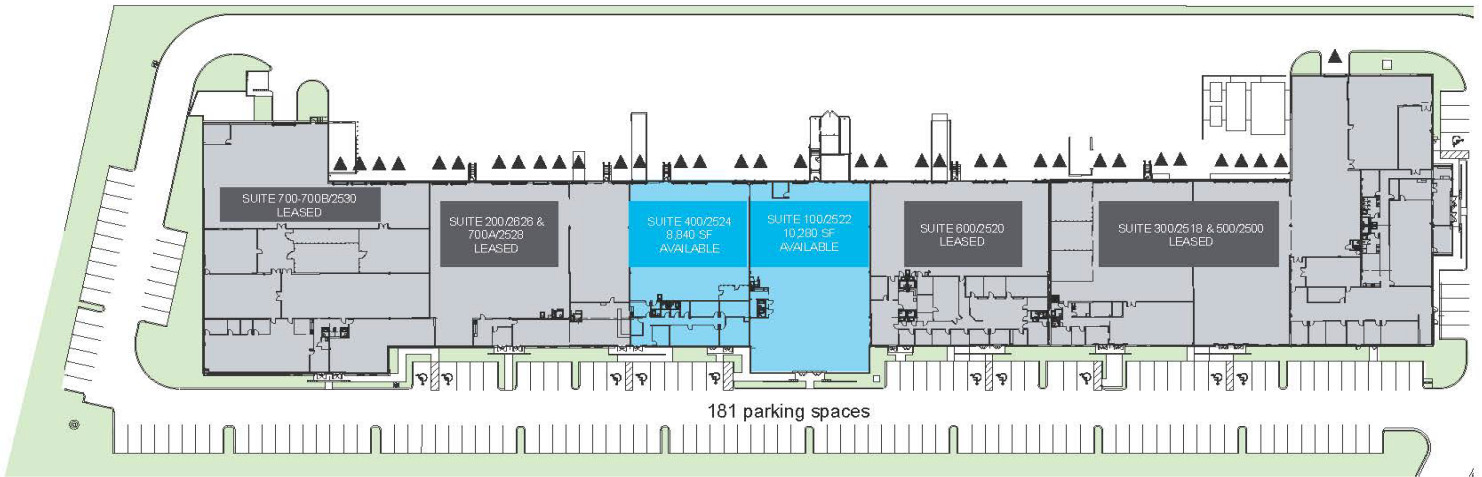 SUITE 700-700B/2530
LEASED
SUITE 200/2626 &
700A/2528
LEASED
SUITE 400/2524
8,840 SF
AVAILABLE
SUITE 100/2522
10,280 SF
AVAILABLE
SUITE 600/2520
LEASED
SUITE 300/2518 & 500/2500
LEASED
181 parking spaces